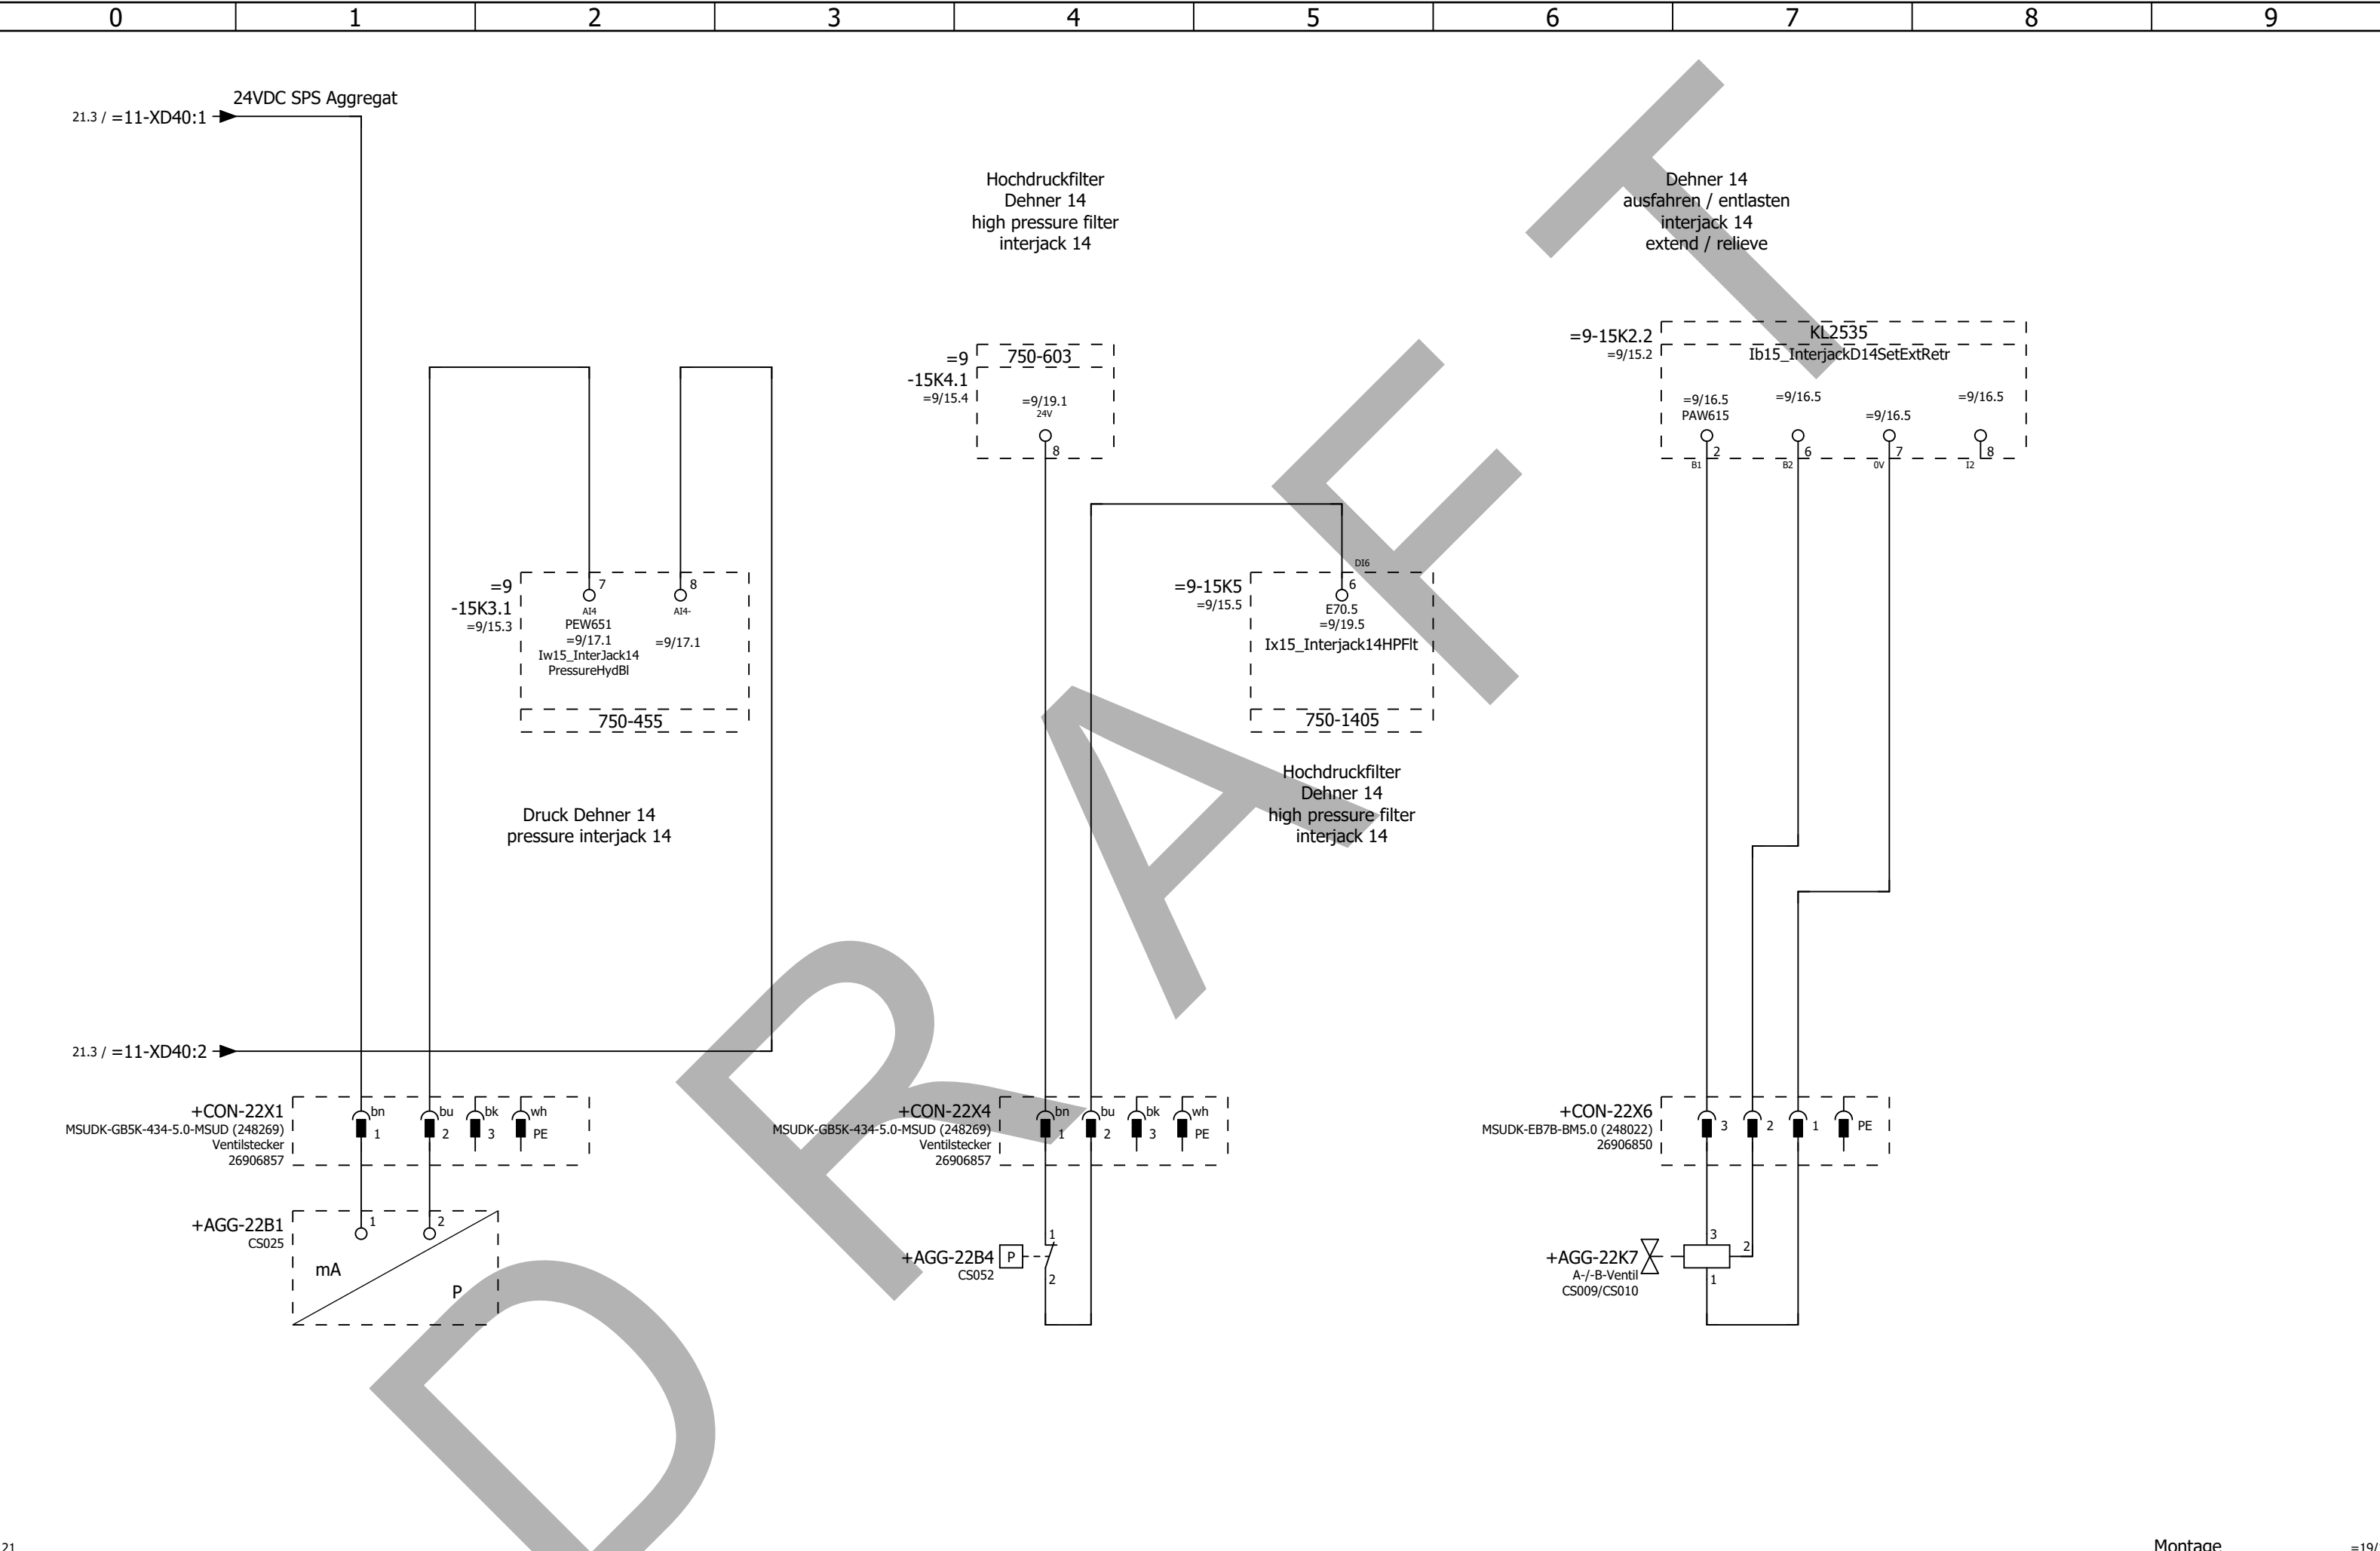 0 1 2 3 4 5 6 7 8 9
24VDC SPS Aggregat
21.3 / =11-XD40:1
Hochdruckfilter
Dehner 14
high pressure filter
interjack 14
Dehner 14
ausfahren / entlasten
interjack 14
extend / relieve
=9
-15K4.1
=9/15.4
750-603
=9/19.1
24V
8
=9-15K2.2
=9/15.2
KL2535
Ib15_InterjackD14SetExtRetr
=9/16.5
PAW615
=9/16.5
=9/16.5
=9/16.5
2 6 7 8
B1 B2 0V I2
=9
-15K3.1
=9/15.3
7 8
AI4 AI4-
PEW651
=9/17.1
=9/17.1
Iw15_InterJack14
PressureHydBl
750-455
=9-15K5
=9/15.5
DI6
6
E70.5
=9/19.5
Ix15_Interjack14HPFlt
750-1405
Druck Dehner 14
pressure interjack 14
Hochdruckfilter
Dehner 14
high pressure filter
interjack 14
21.3 / =11-XD40:2
+CON-22X1
MSUDK-GB5K-434-5.0-MSUD (248269)
Ventilstecker
26906857
bn bu bk wh
1 2 3 PE
+CON-22X4
MSUDK-GB5K-434-5.0-MSUD (248269)
Ventilstecker
26906857
bn bu bk wh
1 2 3 PE
+CON-22X6
MSUDK-EB7B-BM5.0 (248022)
26906850
3 2 1 PE
+AGG-22B1
CS025
1 2
mA
P
+AGG-22B4
CS052
P
1
2
+AGG-22K7
A-/-B-Ventil
CS009/CS010
3
2
1
DRAFT
21
Montage
=19/